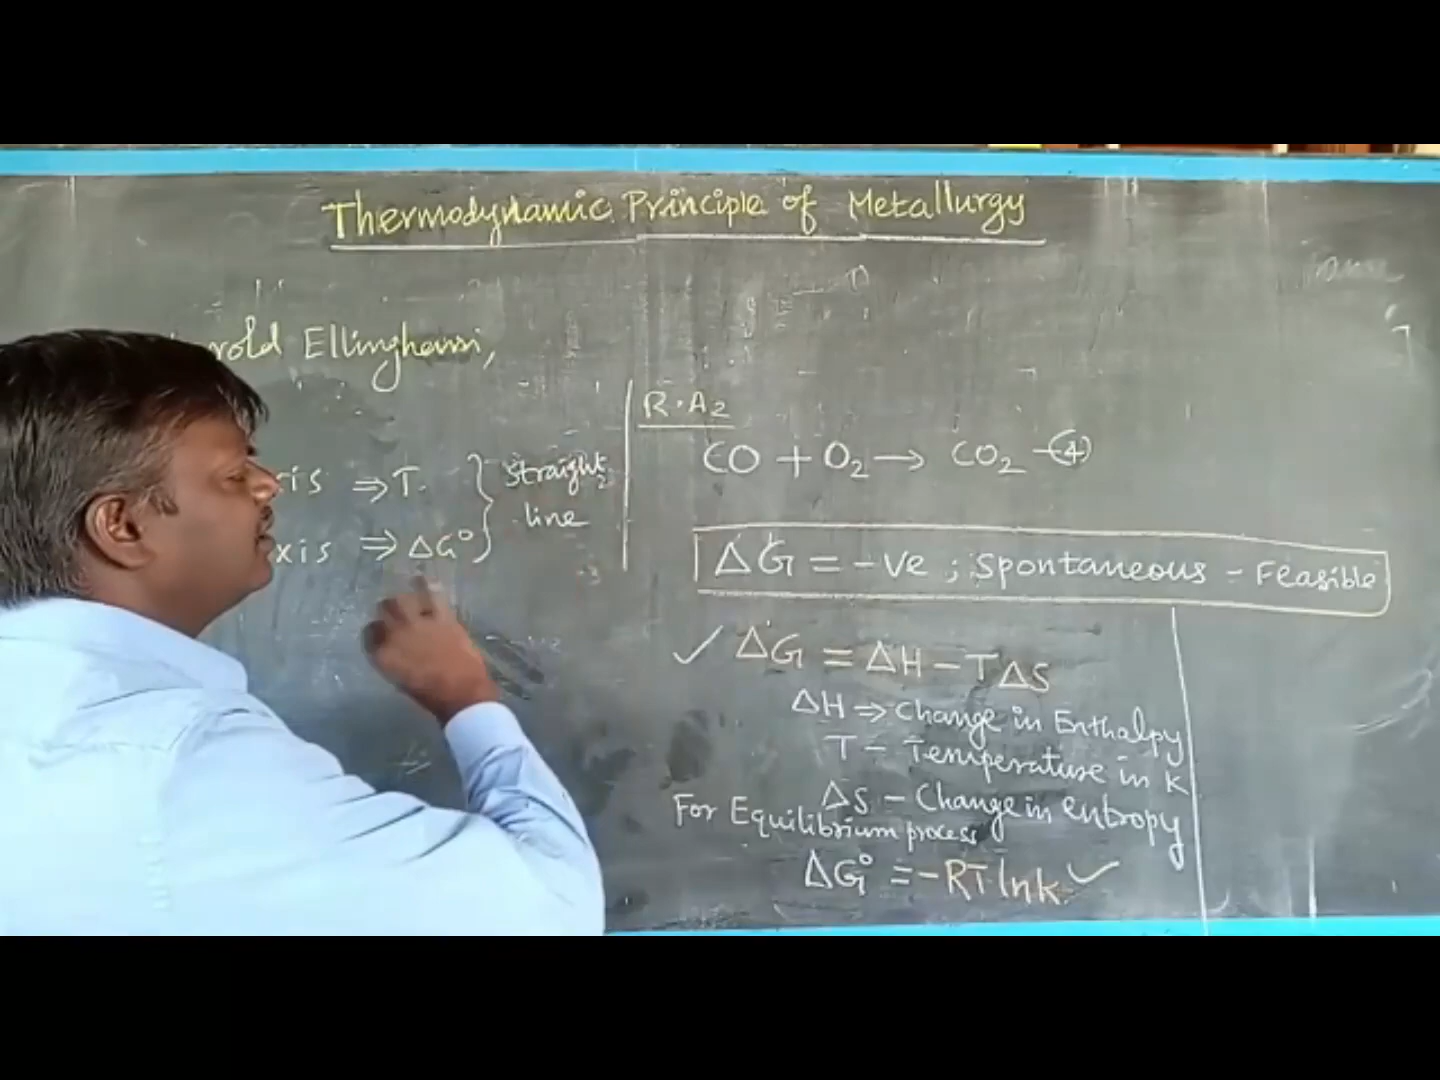 Thermodynamic Principle of Metallurgy
rold Ellingham,
xis ⇒ T.
xis ⇒ ΔG°
Straight
line
R.A2
CO + O2 → CO2 -(4)
ΔG = -ve ; Spontaneous - Feasible
✓ ΔG = ΔH - TΔS
ΔH ⇒ Change in Enthalpy
T - Temperature in K
ΔS - Change in entropy
For Equilibrium process
ΔG° = -RT lnk. ✓